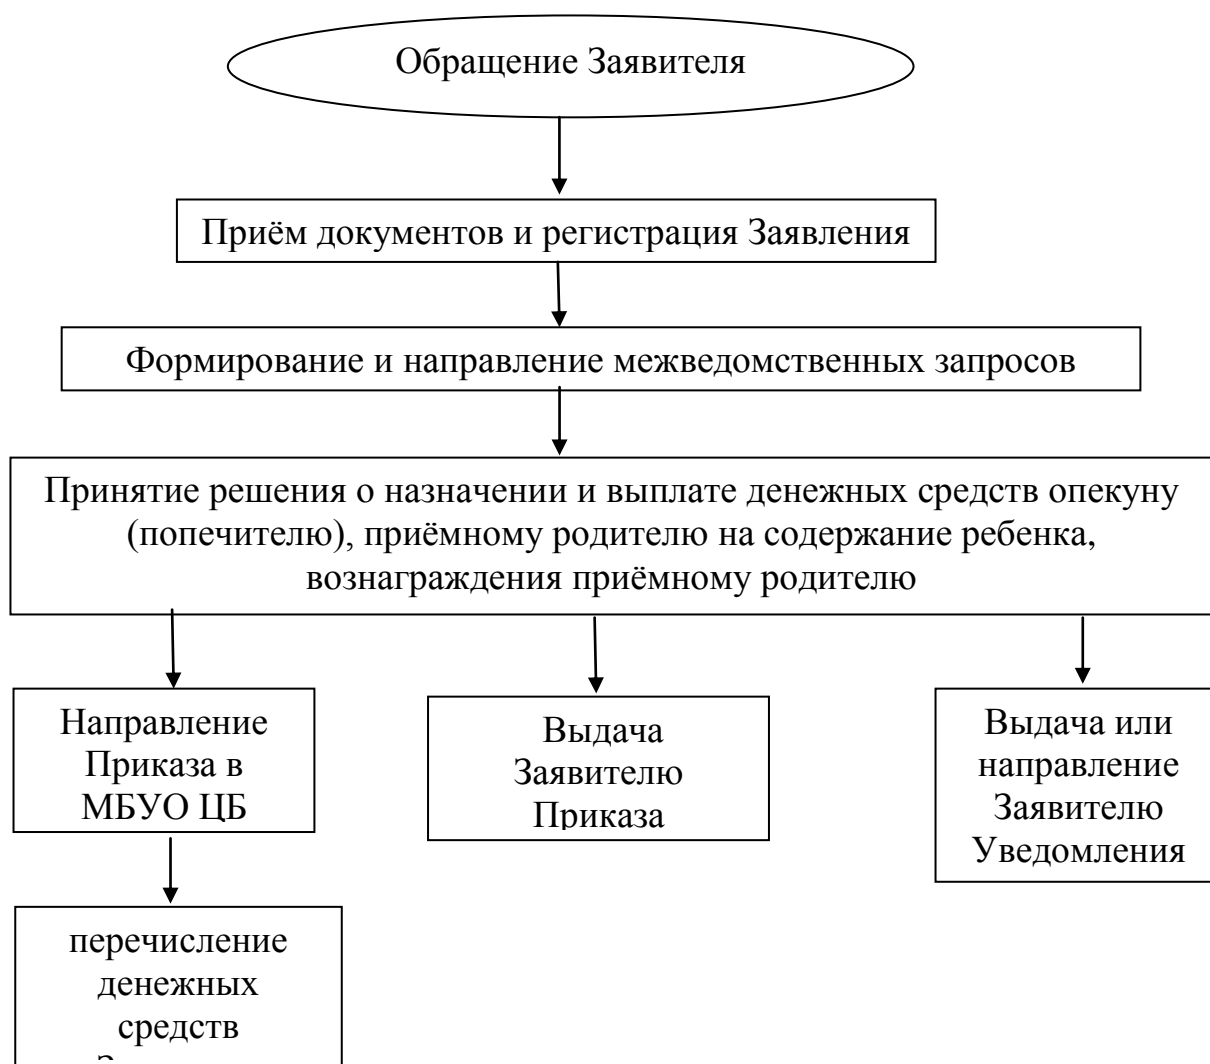 Обращение Заявителя
Приём документов и регистрация Заявления
Формирование и направление межведомственных запросов
Принятие решения о назначении и выплате денежных средств опекуну
(попечителю), приёмному родителю на содержание ребенка,
вознаграждения приёмному родителю
Направление
Приказа в
МБУО ЦБ
Выдача
Заявителю
Приказа
Выдача или
направление
Заявителю
Уведомления
перечисление
денежных
средств